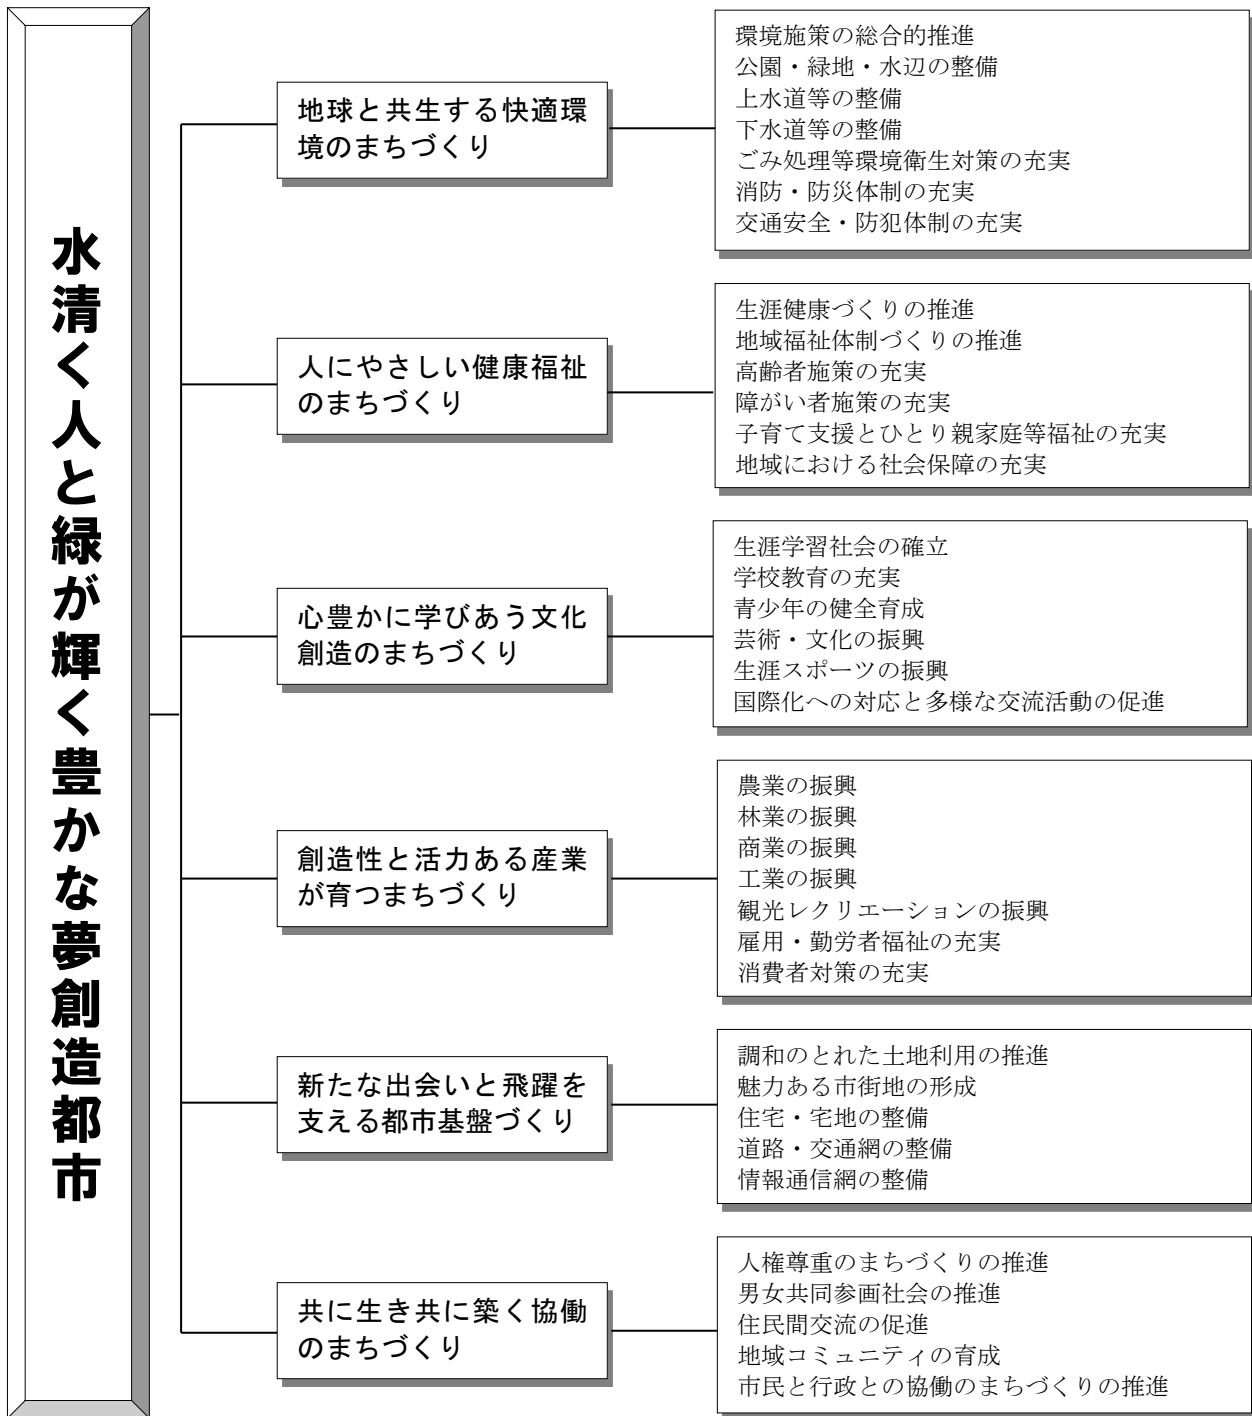 水清く人と緑が輝く豊かな夢創造都市
地球と共生する快適環
境のまちづくり
環境施策の総合的推進
公園・緑地・水辺の整備
上水道等の整備
下水道等の整備
ごみ処理等環境衛生対策の充実
消防・防災体制の充実
交通安全・防犯体制の充実
人にやさしい健康福祉
のまちづくり
生涯健康づくりの推進
地域福祉体制づくりの推進
高齢者施策の充実
障がい者施策の充実
子育て支援とひとり親家庭等福祉の充実
地域における社会保障の充実
心豊かに学びあう文化
創造のまちづくり
生涯学習社会の確立
学校教育の充実
青少年の健全育成
芸術・文化の振興
生涯スポーツの振興
国際化への対応と多様な交流活動の促進
創造性と活力ある産業
が育つまちづくり
農業の振興
林業の振興
商業の振興
工業の振興
観光レクリエーションの振興
雇用・勤労者福祉の充実
消費者対策の充実
新たな出会いと飛躍を
支える都市基盤づくり
調和のとれた土地利用の推進
魅力ある市街地の形成
住宅・宅地の整備
道路・交通網の整備
情報通信網の整備
共に生き共に築く協働
のまちづくり
人権尊重のまちづくりの推進
男女共同参画社会の推進
住民間交流の促進
地域コミュニティの育成
市民と行政との協働のまちづくりの推進